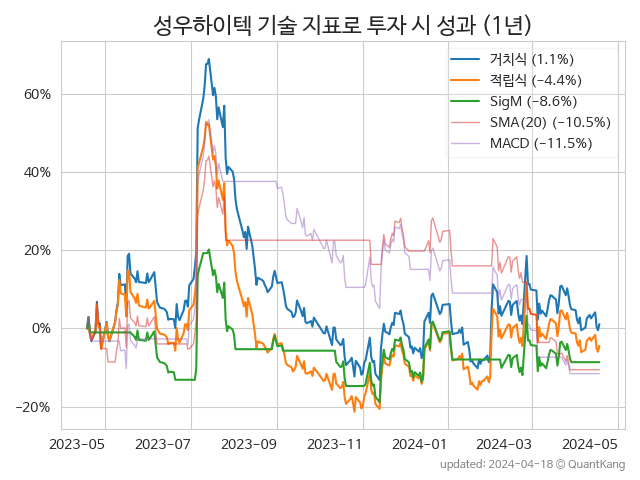 성우하이텍 기술 지표로 투자 시 성과 (1년)
거치식 (1.1%)
적립식 (−4.4%)
SigM (−8.6%)
SMA(20) (−10.5%)
MACD (−11.5%)
60%
40%
20%
0%
−20%
2023−05 2023−07 2023−09 2023−11 2024−01 2024−03 2024−05
updated: 2024−04−18 © QuantKang